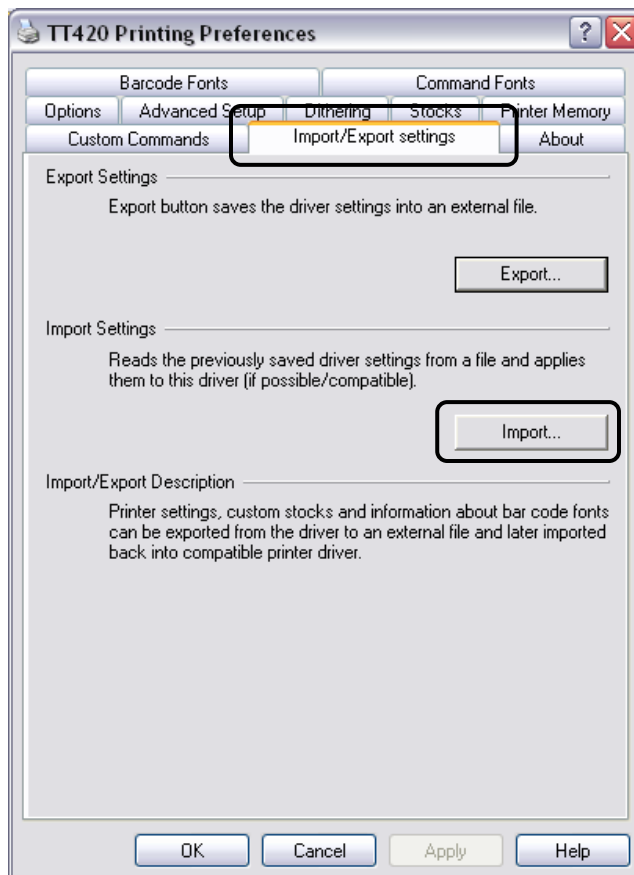 TT420 Printing Preferences
Barcode Fonts Command Fonts
Options Advanced Setup Dithering Stocks Printer Memory
Custom Commands Import/Export settings About
Export Settings
Export button saves the driver settings into an external file.
Export...
Import Settings
Reads the previously saved driver settings from a file and applies
them to this driver (if possible/compatible).
Import...
Import/Export Description
Printer settings, custom stocks and information about bar code fonts
can be exported from the driver to an external file and later imported
back into compatible printer driver.
OK Cancel Apply Help